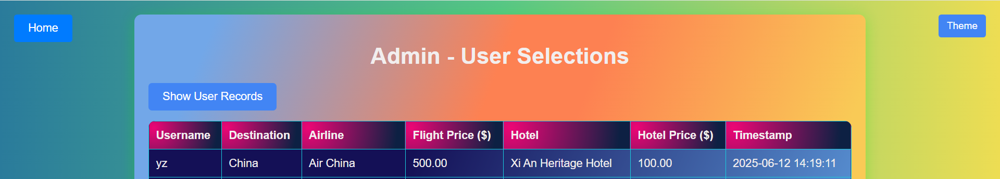 Home
Theme
Admin - User Selections
Show User Records
Username Destination Airline Flight Price ($) Hotel Hotel Price ($) Timestamp
yz China Air China 500.00 Xi An Heritage Hotel 100.00 2025-06-12 14:19:11